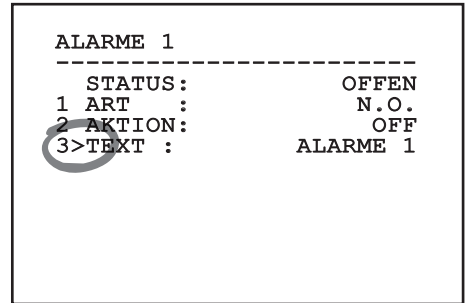 ALARME 1
-------------------------
STATUS: OFFEN
1 ART : N.O.
2 AKTION: OFF
3>TEXT : ALARME 1